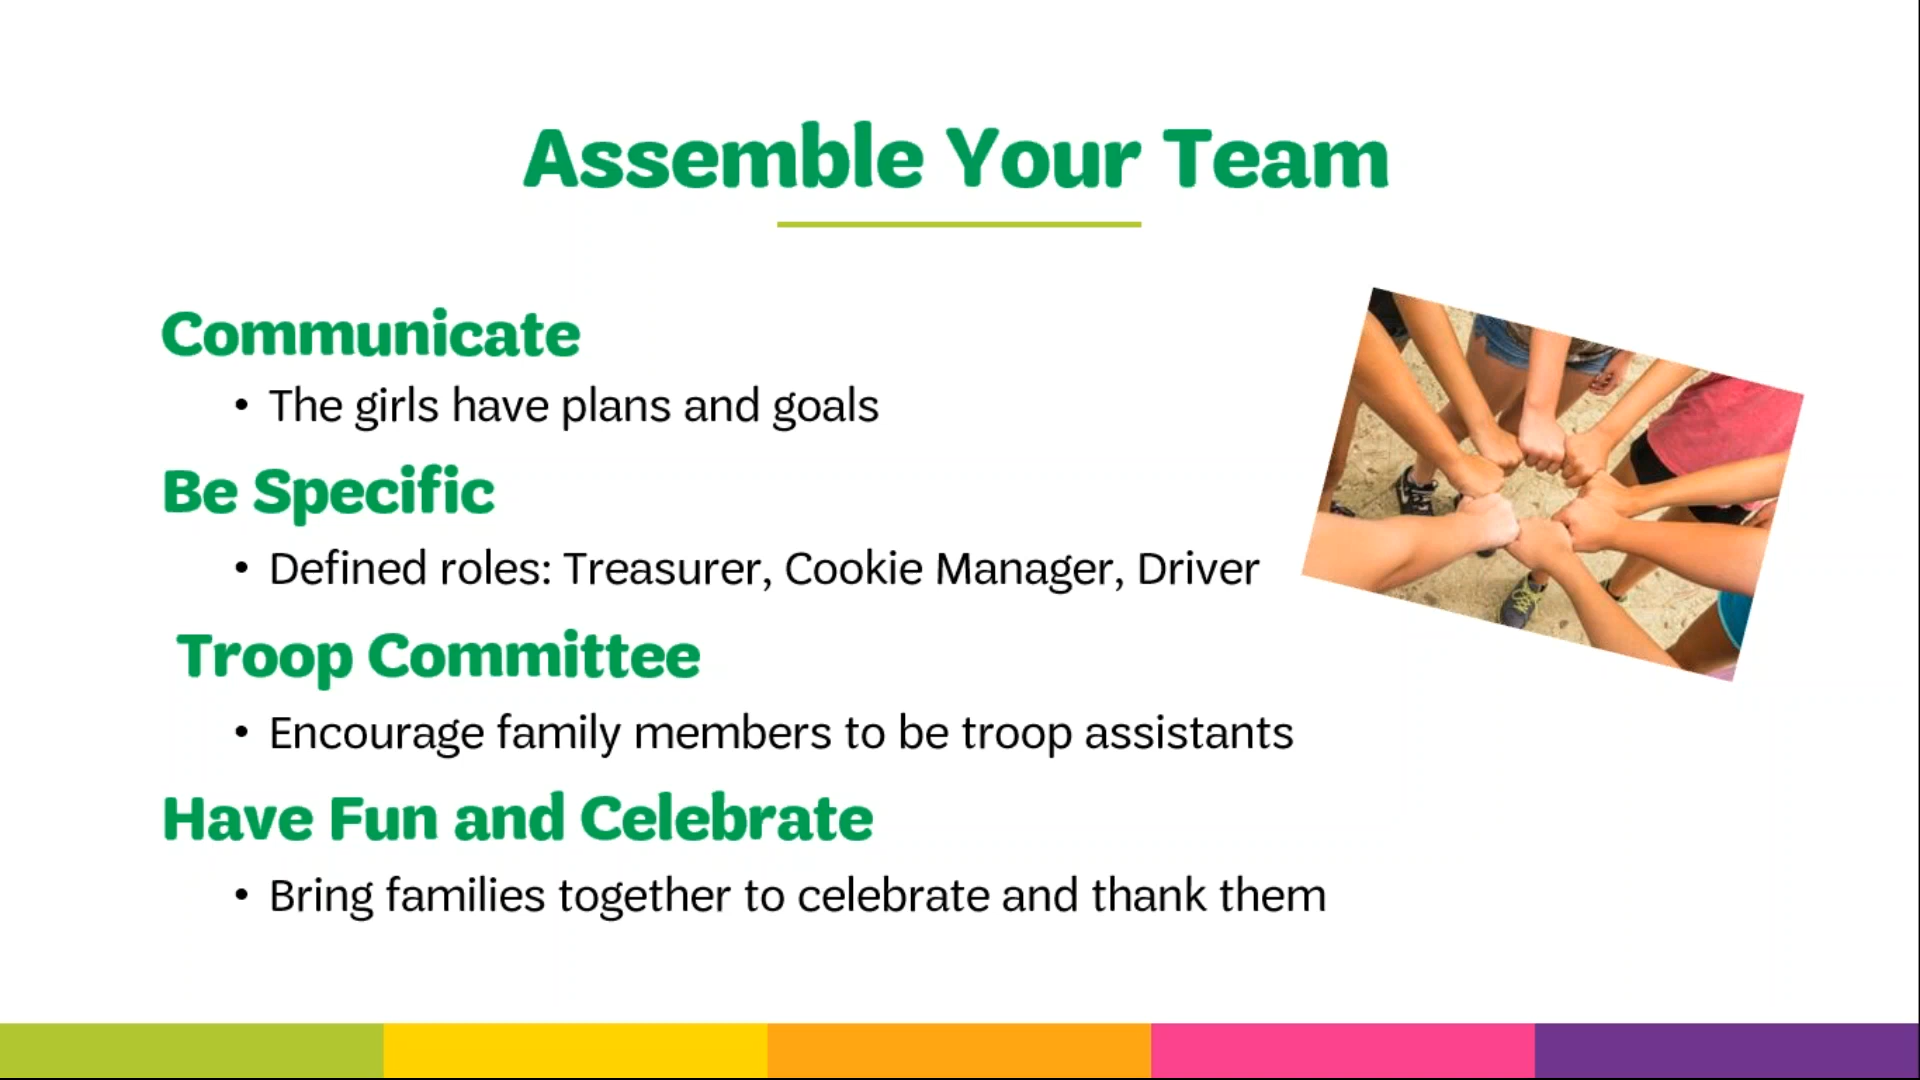 Assemble Your Team
Communicate
• The girls have plans and goals
Be Specific
• Defined roles: Treasurer, Cookie Manager, Driver
Troop Committee
• Encourage family members to be troop assistants
Have Fun and Celebrate
• Bring families together to celebrate and thank them